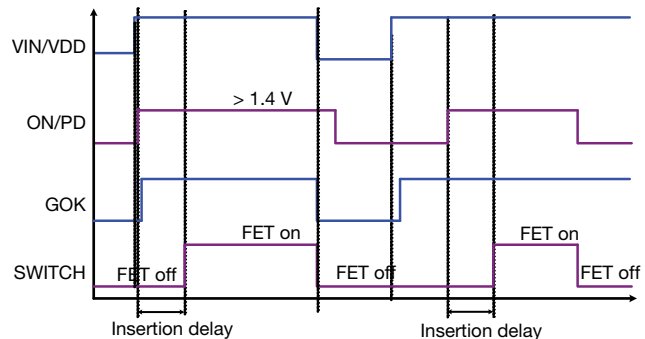 VIN/VDD
> 1.4 V
ON/PD
GOK
FET on
FET on
SWITCH
FET off
FET off
FET off
Insertion delay
Insertion delay